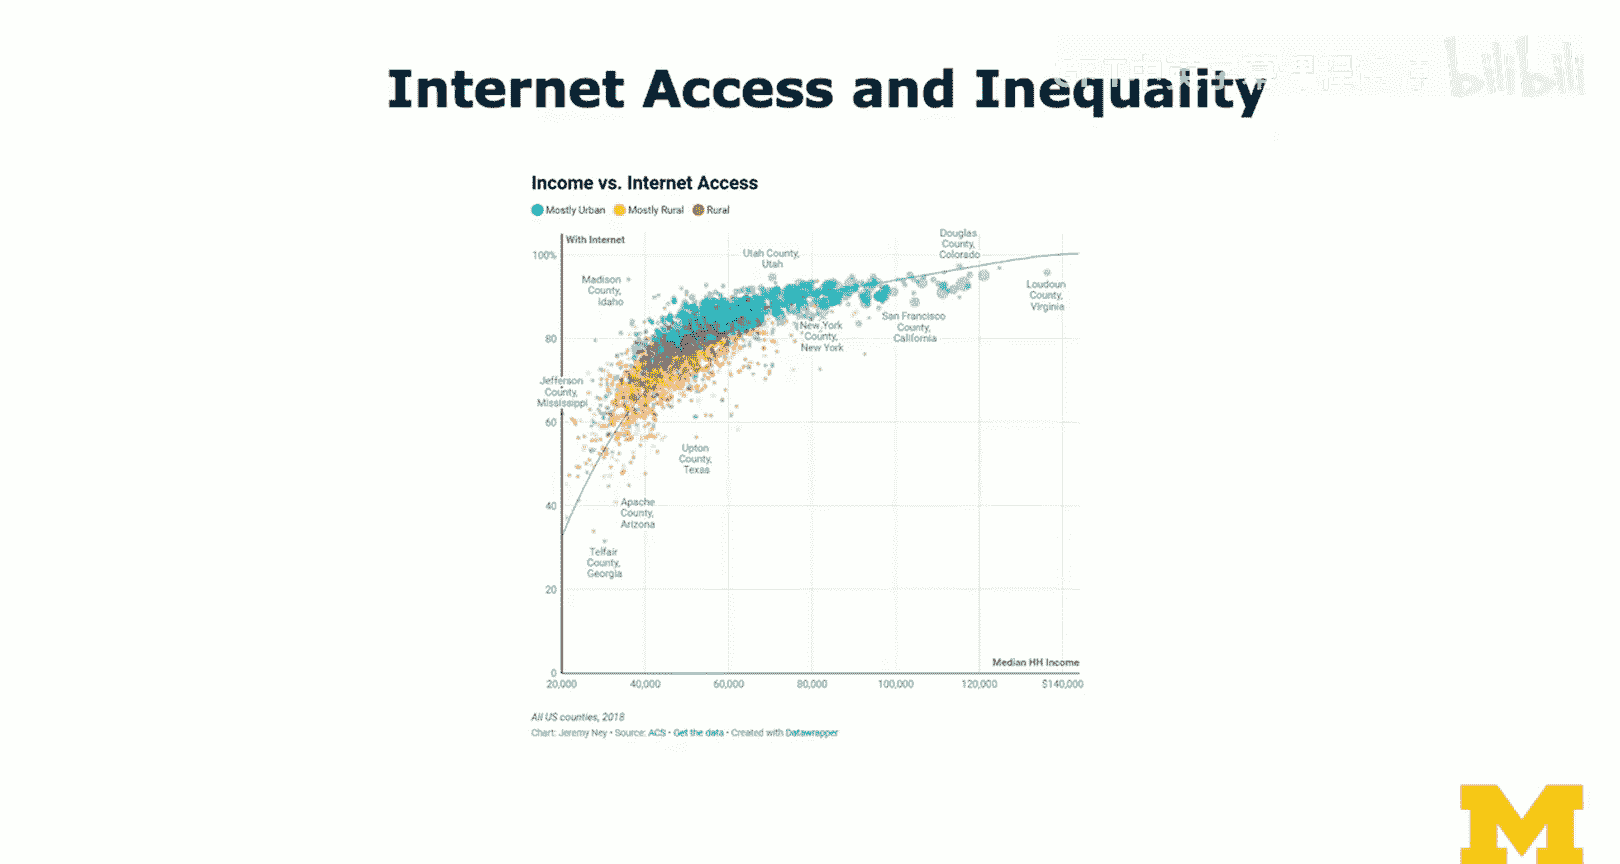 Internet Access and Inequality
bilibili
Income vs. Internet Access
Mostly Urban
Mostly Rural
Rural
With Internet
100%
80
60
40
20
0
Madison
County,
Idaho
Utah County,
Utah
Douglas
County,
Colorado
Loudoun
County,
Virginia
San Francisco
County,
California
New York
County,
New York
Jefferson
County,
Mississippi
Upton
County,
Texas
Apache
County,
Arizona
Telfair
County,
Georgia
Median HH Income
20,000
40,000
60,000
80,000
100,000
120,000
$140,000
All US counties, 2018
Chart: Jeremy Ney • Source: ACS • Get the data • Created with Datawrapper
M